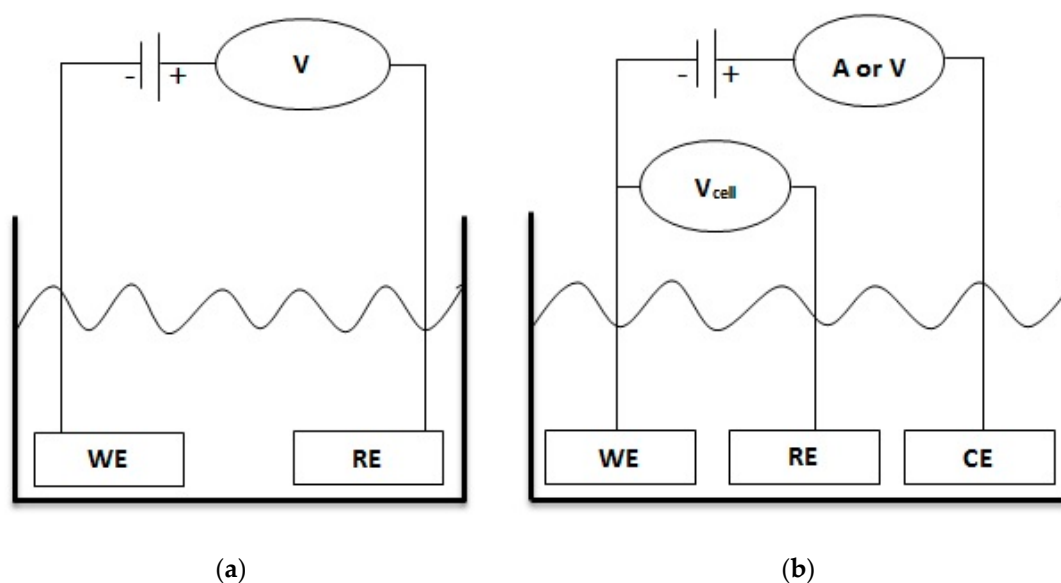 V
- +
WE
RE
(a)
A or V
- +
Vcell
WE
RE
CE
(b)